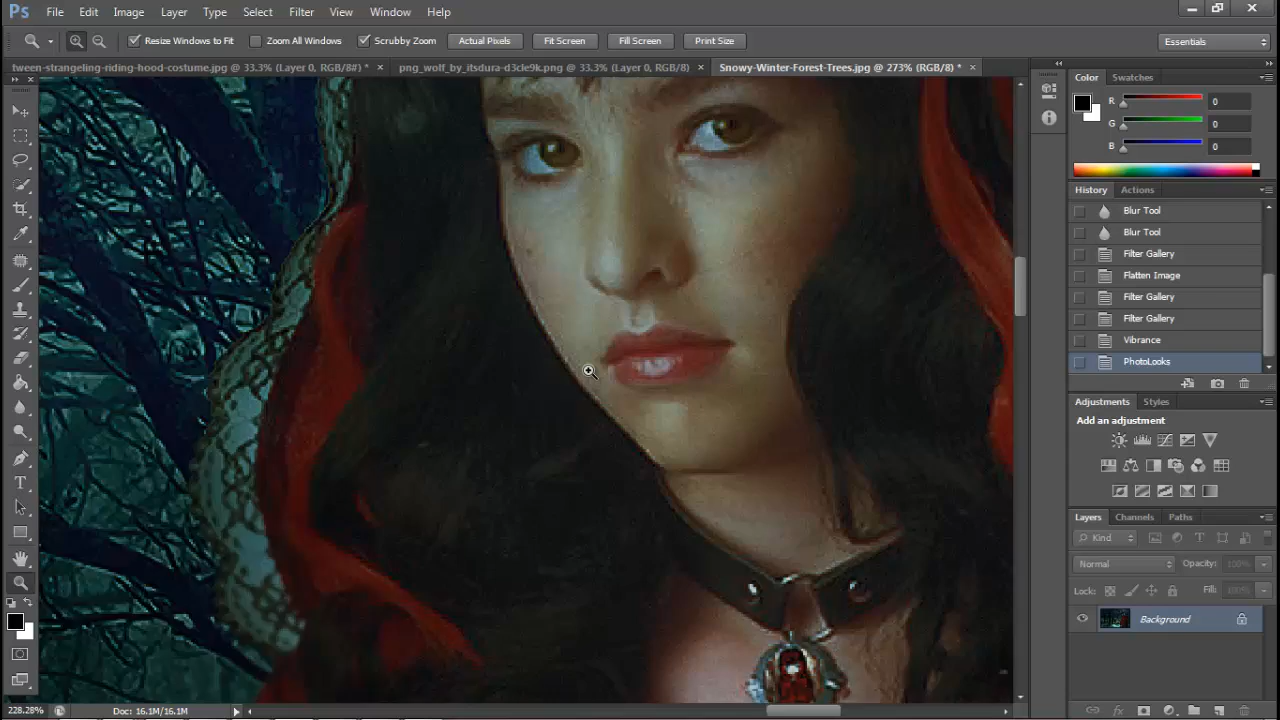 Ps File Edit Image Layer Type Select Filter View Window Help
Resize Windows to Fit Zoom All Windows Scrubby Zoom Actual Pixels Fit Screen Fill Screen Print Size Essentials
tween-strangeling-riding-hood-costume.jpg @ 33.3% (Layer 0, RGB/8#) * × png_wolf_by_itsdura-d3cle9k.png @ 33.3% (Layer 0, RGB/8) × Snowy-Winter-Forest-Trees.jpg @ 273% (RGB/8) * ×
Color Swatches
R 0
G 0
B 0
History Actions
Blur Tool
Blur Tool
Filter Gallery
Flatten Image
Filter Gallery
Filter Gallery
Vibrance
PhotoLooks
Adjustments Styles
Add an adjustment
Layers Channels Paths
Kind
Normal Opacity: 100%
Lock: Fill: 100%
Background
228.28% Doc: 16.1M/16.1M